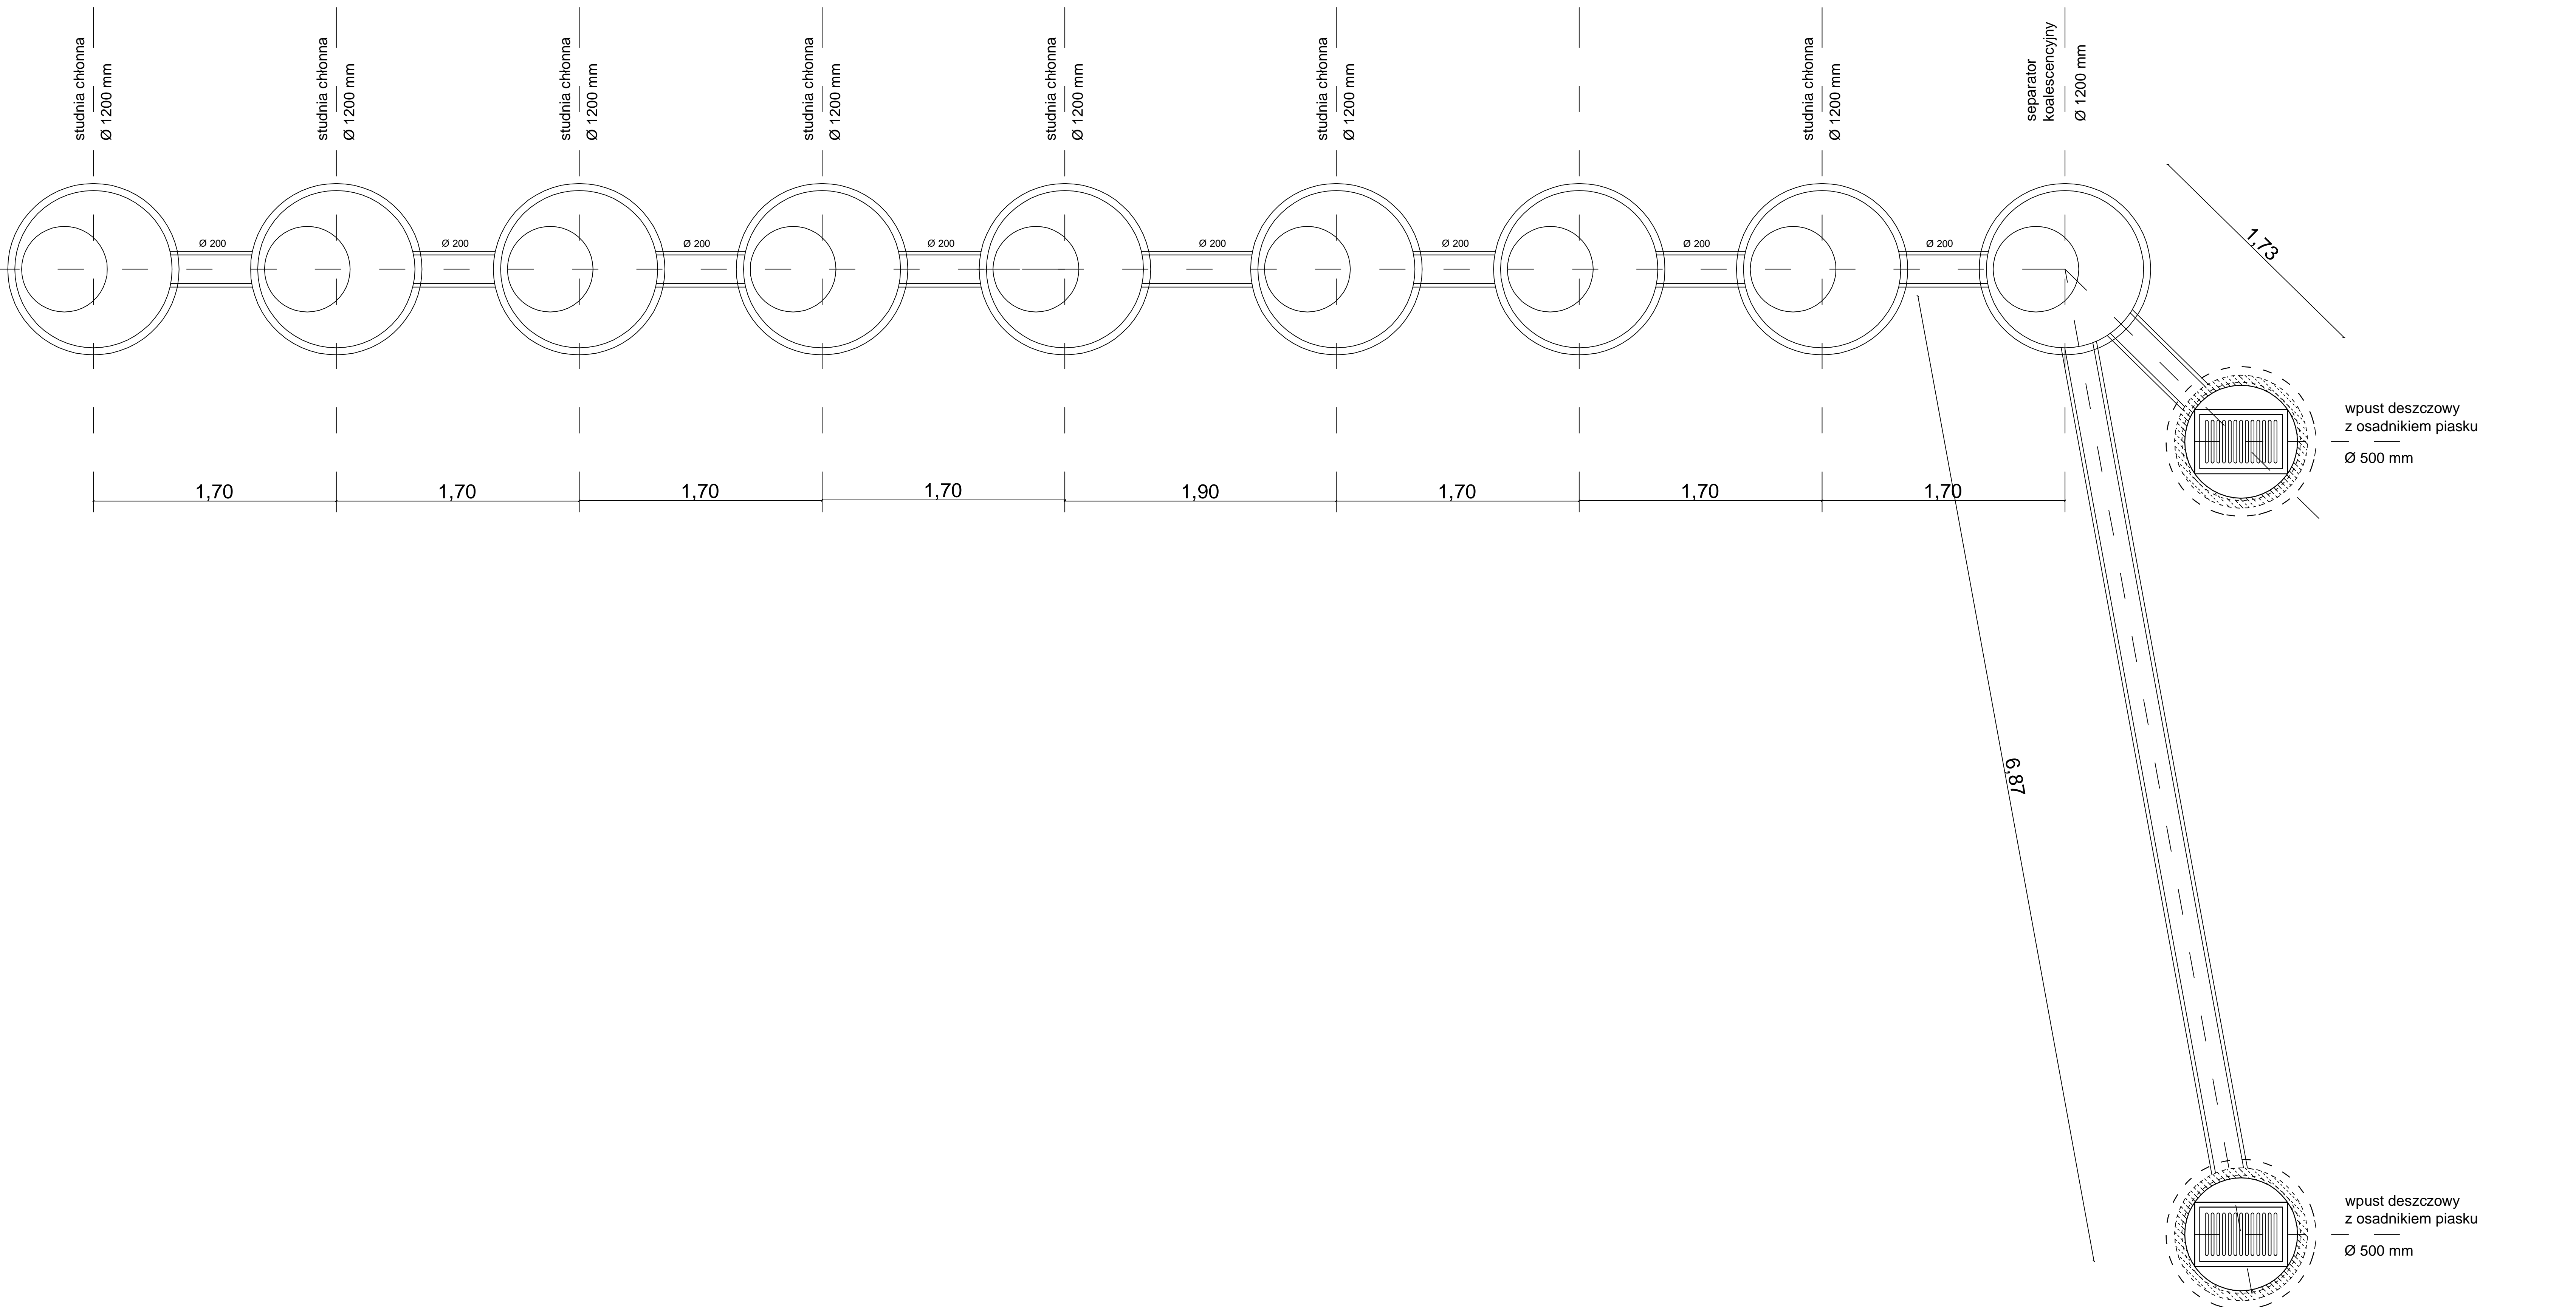 studnia chłonna
Ø 1200 mm
studnia chłonna
Ø 1200 mm
studnia chłonna
Ø 1200 mm
studnia chłonna
Ø 1200 mm
studnia chłonna
Ø 1200 mm
studnia chłonna
Ø 1200 mm
studnia chłonna
Ø 1200 mm
separator
koalescencyjny
Ø 1200 mm
Ø 200
Ø 200
Ø 200
Ø 200
Ø 200
Ø 200
Ø 200
Ø 200
1,73
wpust deszczowy
z osadnikiem piasku
Ø 500 mm
1,70
1,70
1,70
1,70
1,90
1,70
1,70
1,70
6,87
wpust deszczowy
z osadnikiem piasku
Ø 500 mm